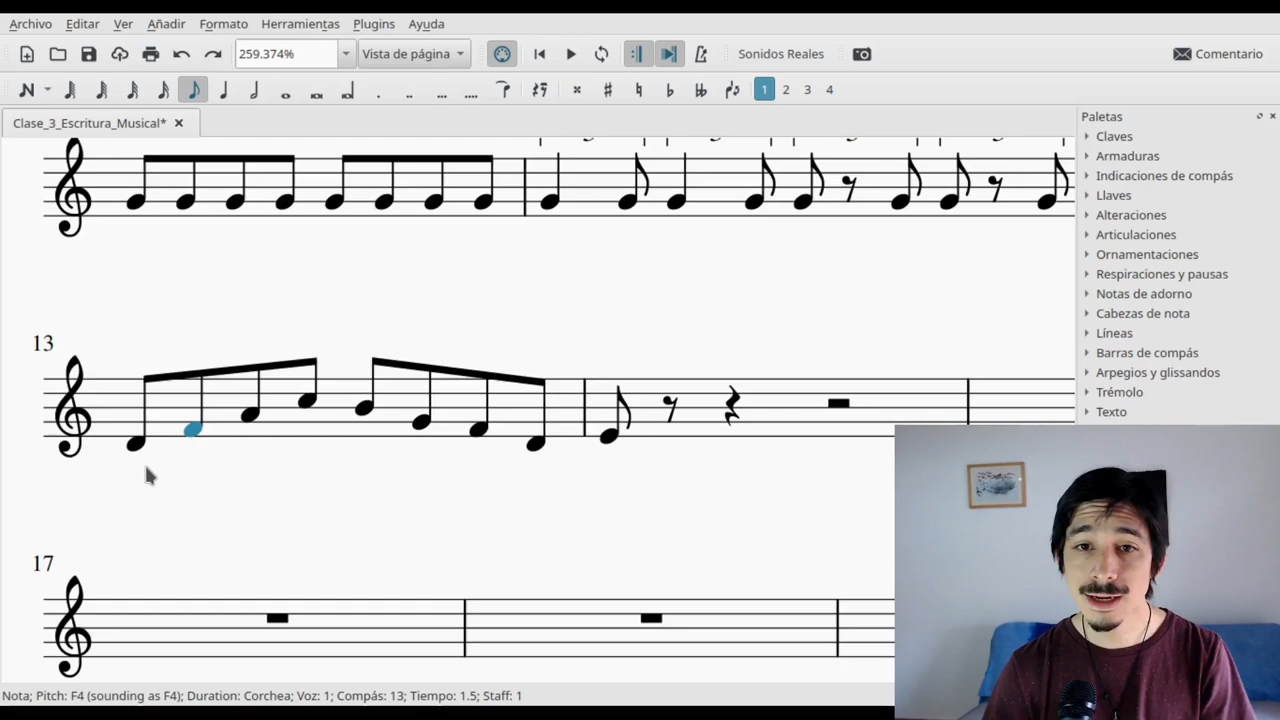 Archivo Editar Ver Añadir Formato Herramientas Plugins Ayuda
259.374% Vista de página Sonidos Reales Comentario
1 2 3 4
Clase_3_Escritura_Musical*
Paletas
Claves
Armaduras
Indicaciones de compás
Llaves
Alteraciones
Articulaciones
Ornamentaciones
Respiraciones y pausas
Notas de adorno
Cabezas de nota
Líneas
Barras de compás
Arpegios y glissandos
Trémolo
Texto
13
17
Nota; Pitch: F4 (sounding as F4); Duration: Corchea; Voz: 1; Compás: 13; Tiempo: 1.5; Staff: 1